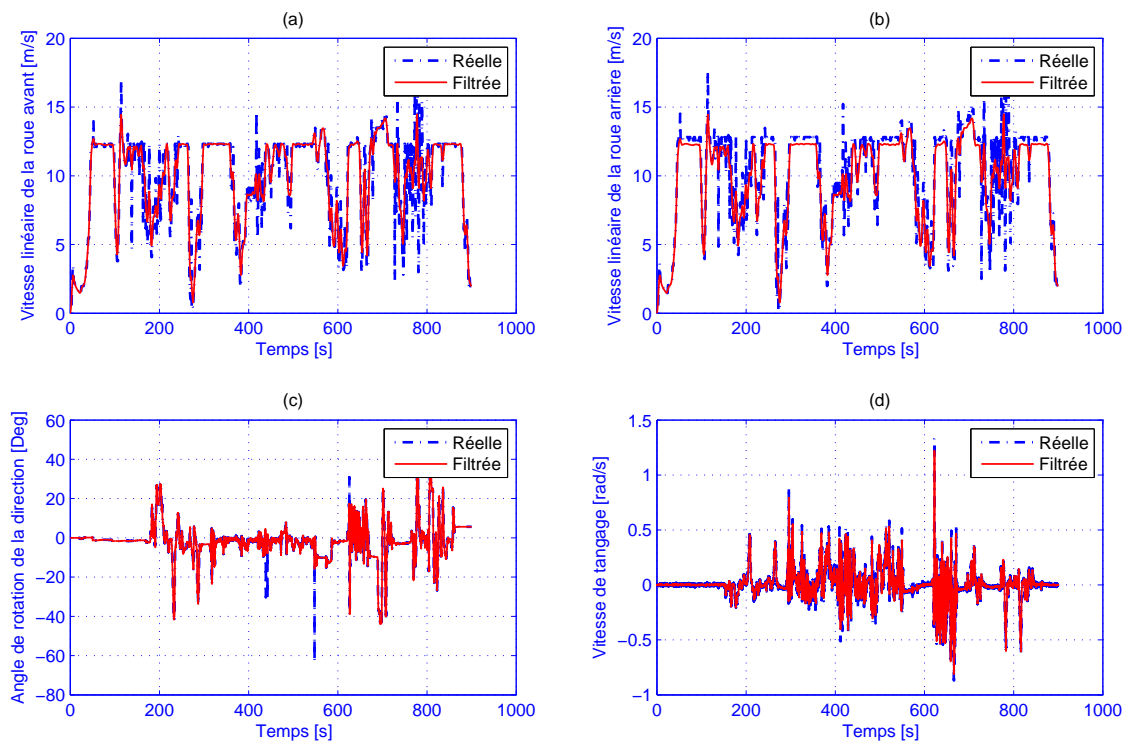 (a)
Vitesse linéaire de la roue avant [m/s]
20
15
10
5
0
0 200 400 600 800 1000
Temps [s]
Réelle
Filtrée
(b)
Vitesse linéaire de la roue arrière [m/s]
20
15
10
5
0
0 200 400 600 800 1000
Temps [s]
Réelle
Filtrée
(c)
Angle de rotation de la direction [Deg]
60
40
20
0
−20
−40
−60
−80
0 200 400 600 800 1000
Temps [s]
Réelle
Filtrée
(d)
Vitesse de tangage [rad/s]
1.5
1
0.5
0
−0.5
−1
0 200 400 600 800 1000
Temps [s]
Réelle
Filtrée